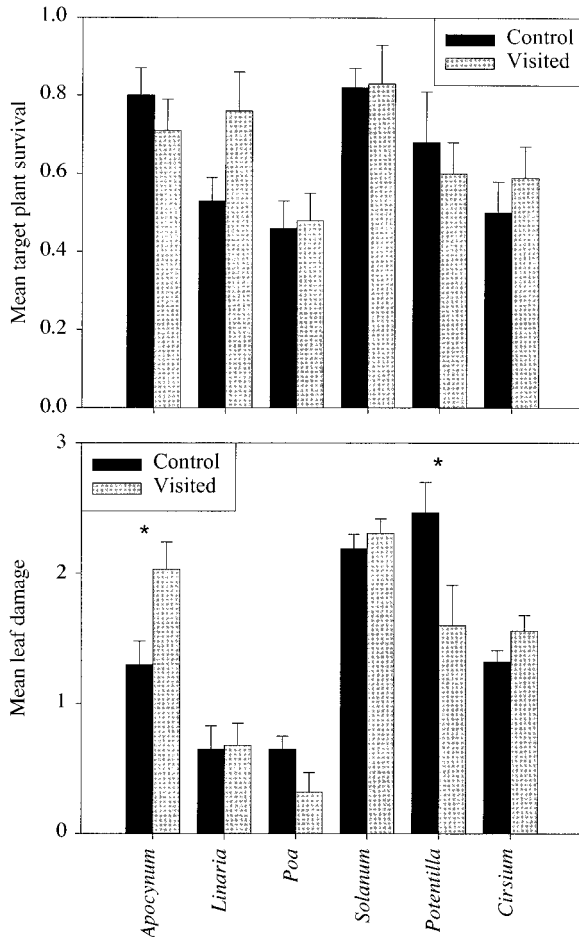 Mean target plant survival
1.0
0.8
0.6
0.4
0.2
0.0
Control
Visited
Mean leaf damage
3
2
1
0
Control
Visited
*
*
Apocynum
Linaria
Poa
Solanum
Potentilla
Cirsium